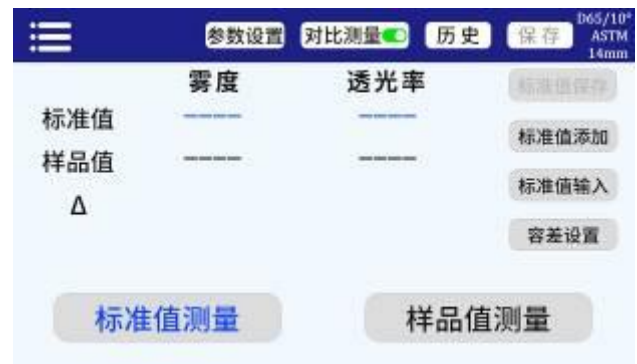 参数设置 对比测量 历史 保存 D65/10°
ASTM
14mm
雾度 透光率
标准值保存
标准值 ---- ----
标准值添加
样品值 ---- ----
标准值输入
Δ
容差设置
标准值测量 样品值测量